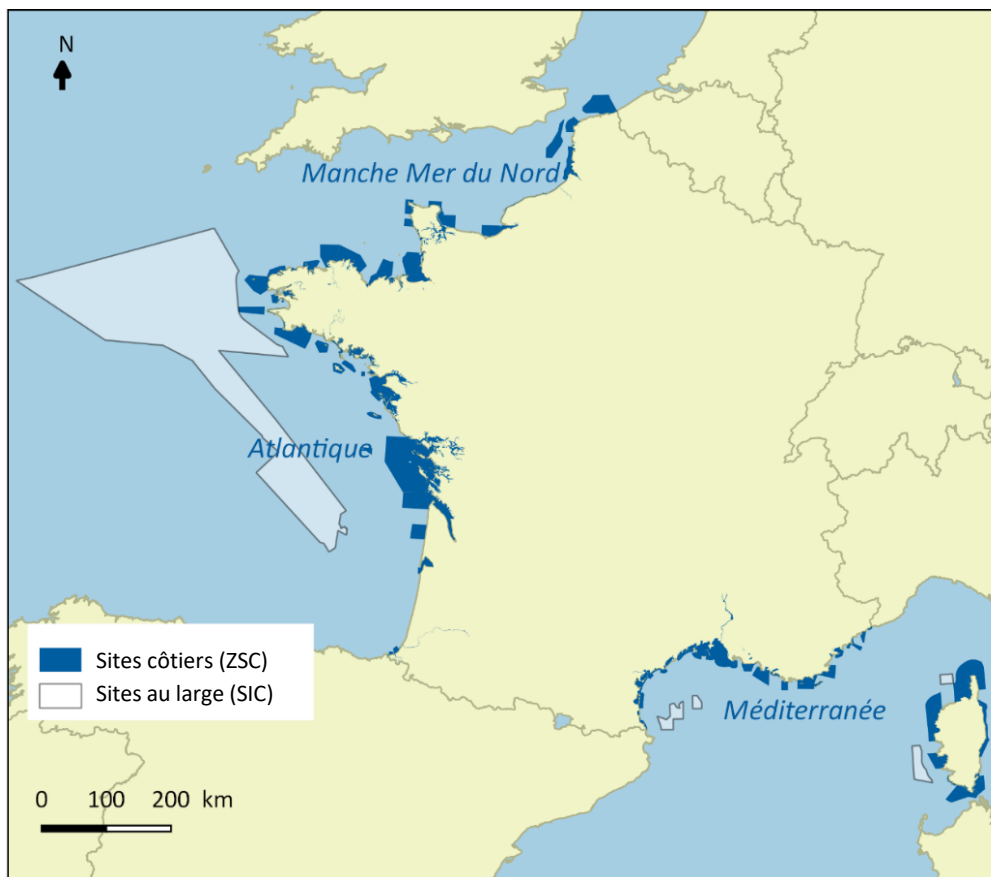 N
Manche Mer du Nord
Atlantique
Sites côtiers (ZSC)
Sites au large (SIC)
Méditerranée
0 100 200 km